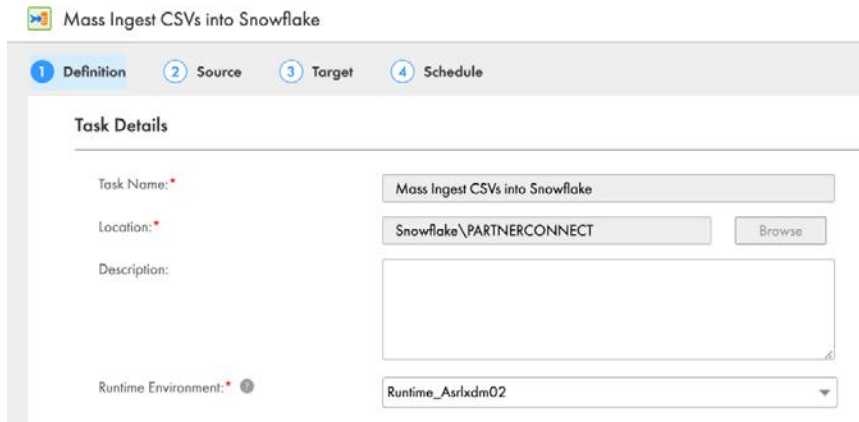 Mass Ingest CSVs into Snowflake
1 Definition 2 Source 3 Target 4 Schedule
Task Details
Task Name:* Mass Ingest CSVs into Snowflake
Location:* Snowflake\PARTNERCONNECT Browse
Description:
Runtime Environment:* ? Runtime_Asrlxdm02